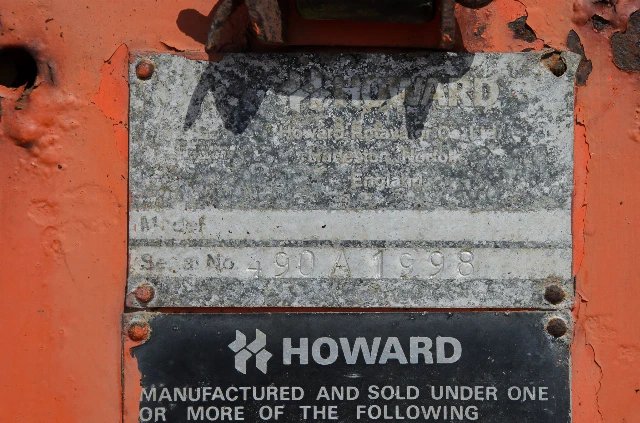 HOWARD
Howard Rotavator Co. Ltd.
Harleston, Norfolk
England
Model
Serial No 490 A 1998
HOWARD
MANUFACTURED AND SOLD UNDER ONE
OR MORE OF THE FOLLOWING